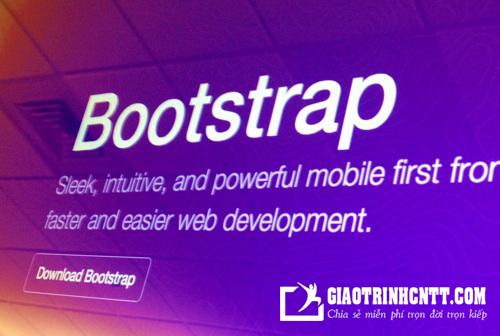 Bootstrap
Sleek, intuitive, and powerful mobile first
faster and easier web development.
Download Bootstrap
GIAOTRINHCNTT.COM
Chia sẻ miễn phí trọn đời trọn kiếp